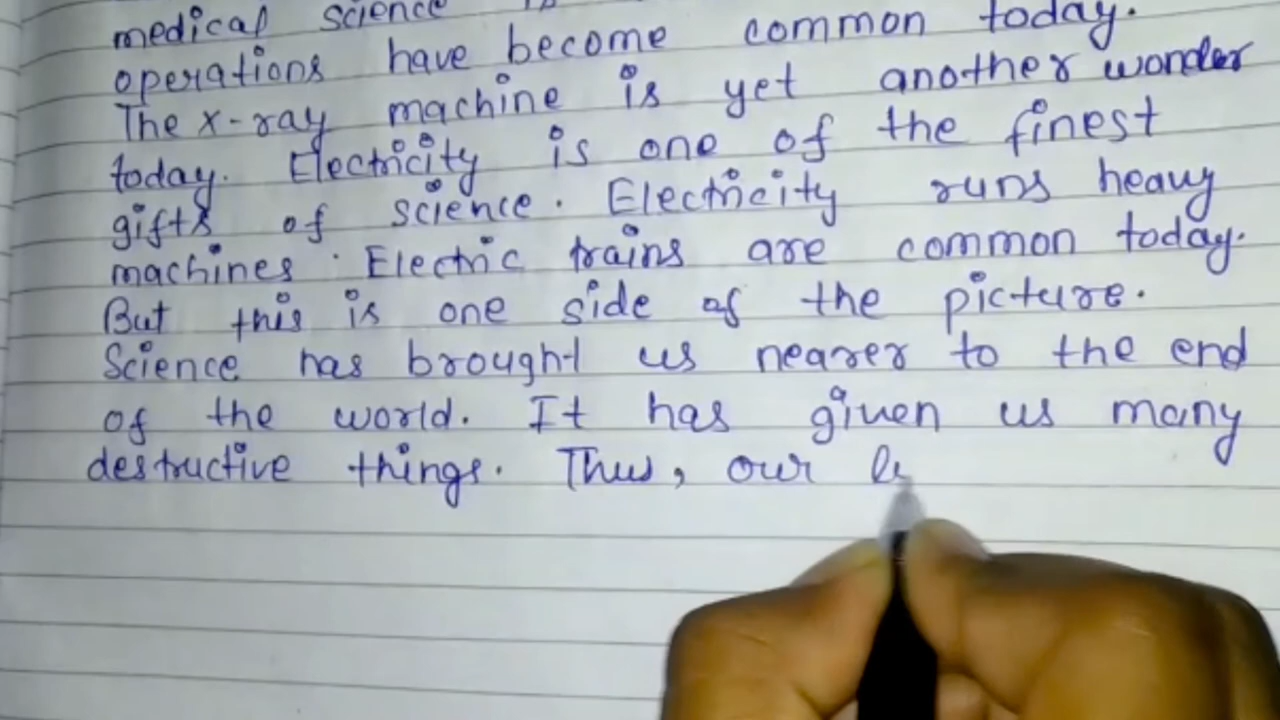 medical science
operations have become common today.
The x-ray machine is yet another wonder
today. Electricity is one of the finest
gifts of science. Electricity runs heavy
machines. Electric trains are common today.
But this is one side of the picture.
Science has brought us nearer to the end
of the world. It has given us many
destructive things. Thus, our